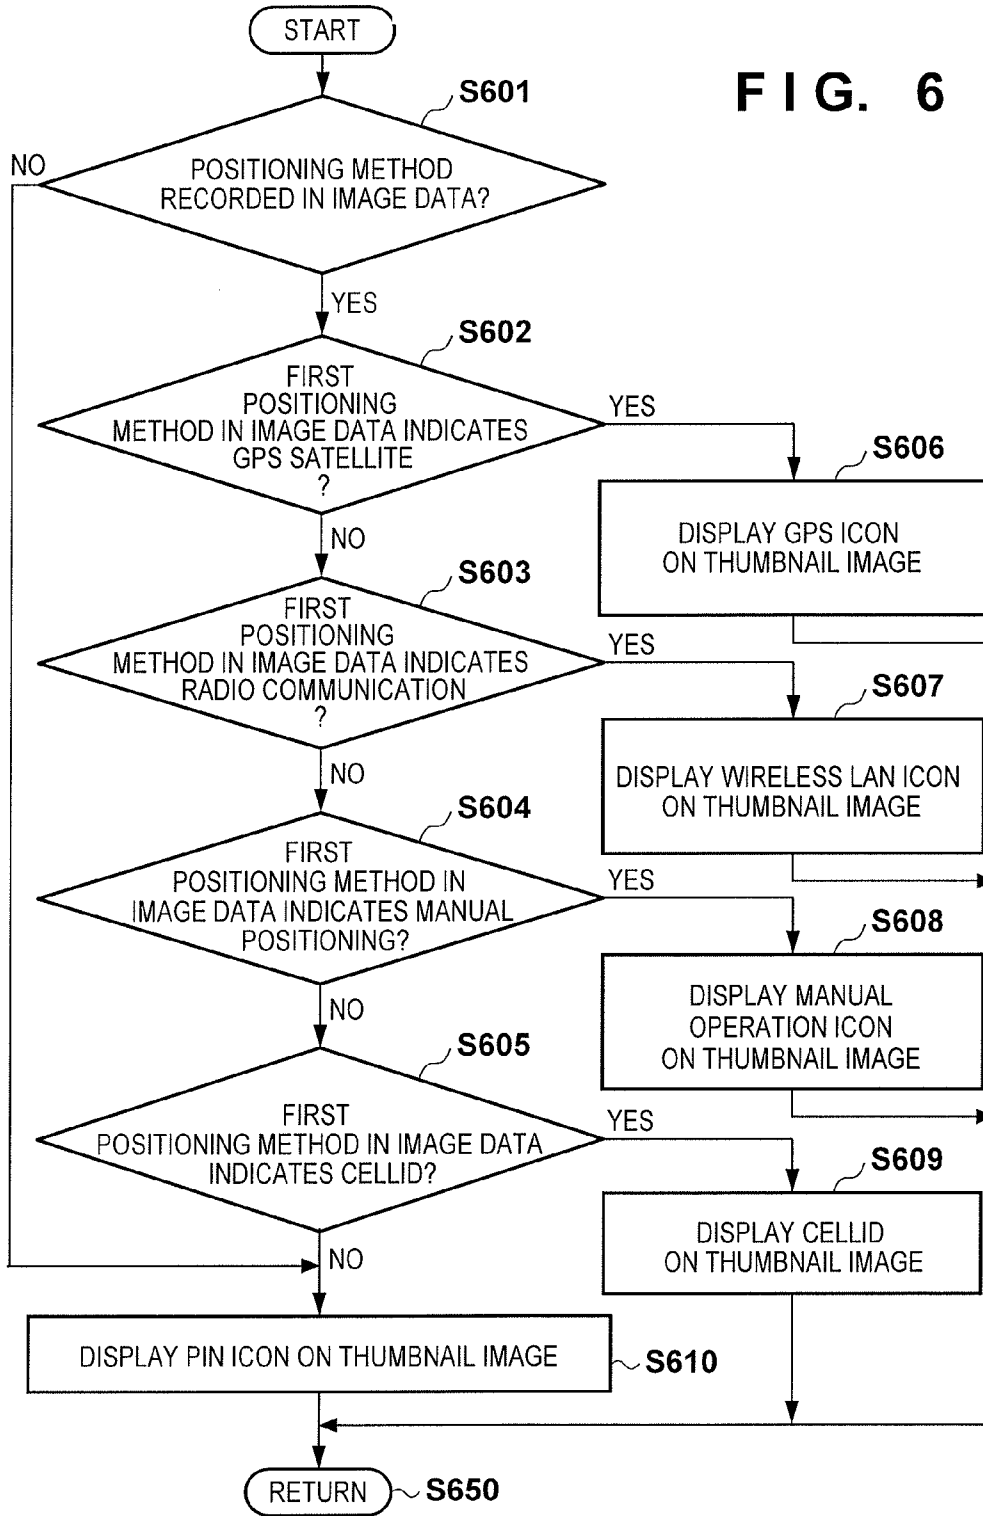 START
FIG. 6
S601
NO
POSITIONING METHOD
RECORDED IN IMAGE DATA?
YES
S602
FIRST
POSITIONING
METHOD IN IMAGE DATA INDICATES
GPS SATELLITE
?
YES
S606
DISPLAY GPS ICON
ON THUMBNAIL IMAGE
NO
S603
FIRST
POSITIONING
METHOD IN IMAGE DATA INDICATES
RADIO COMMUNICATION
?
YES
S607
DISPLAY WIRELESS LAN ICON
ON THUMBNAIL IMAGE
NO
S604
FIRST
POSITIONING METHOD IN
IMAGE DATA INDICATES MANUAL
POSITIONING?
YES
S608
DISPLAY MANUAL
OPERATION ICON
ON THUMBNAIL IMAGE
NO
S605
FIRST
POSITIONING METHOD IN IMAGE DATA
INDICATES CELLID?
YES
S609
DISPLAY CELLID
ON THUMBNAIL IMAGE
NO
DISPLAY PIN ICON ON THUMBNAIL IMAGE
S610
RETURN
S650